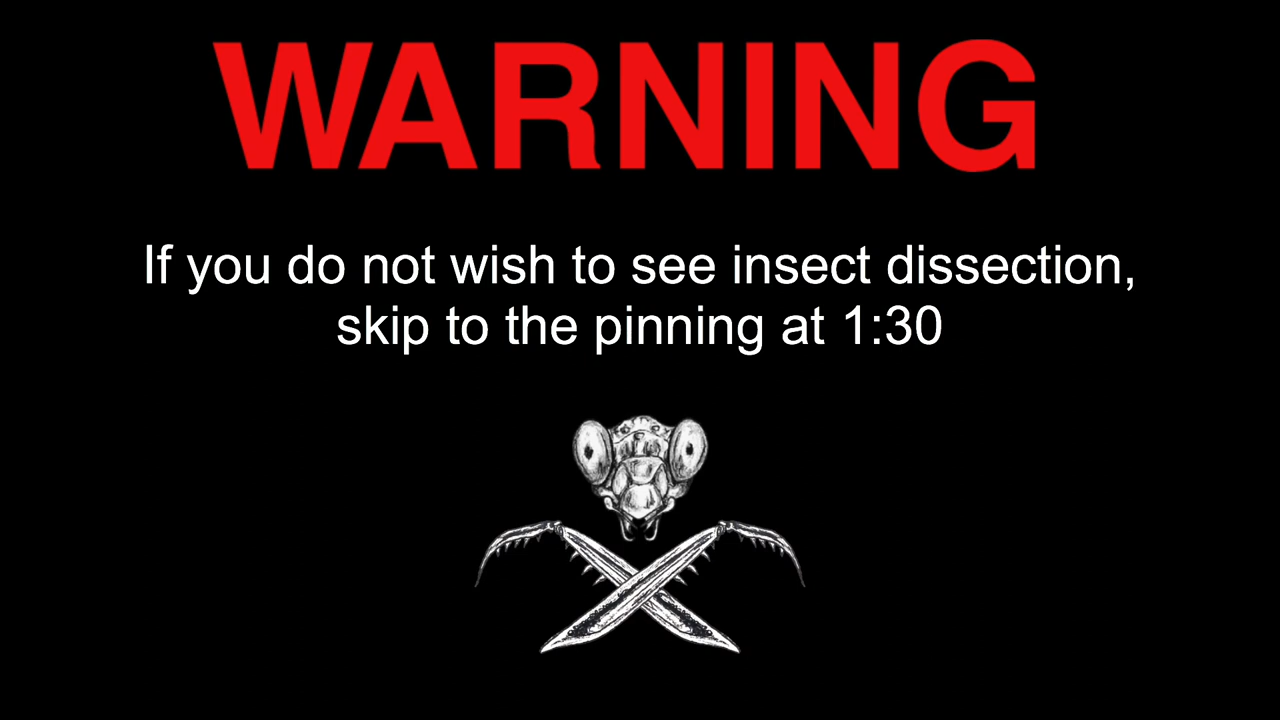 WARNING
If you do not wish to see insect dissection,
skip to the pinning at 1:30